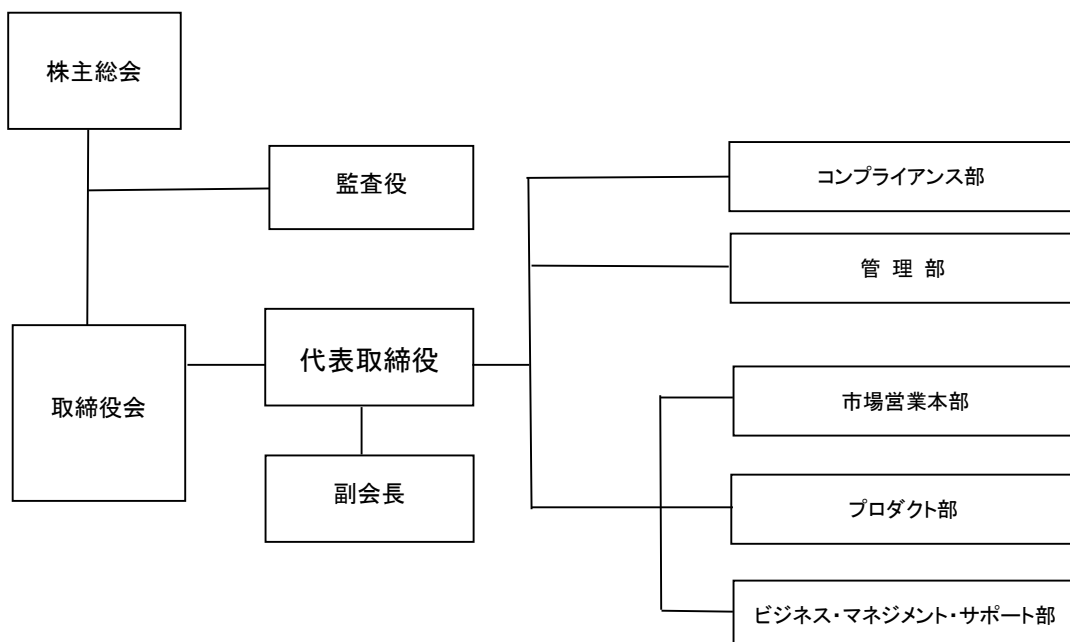 株主総会
監査役
コンプライアンス部
管 理 部
代表取締役
取締役会
市場営業本部
副会長
プロダクト部
ビジネス・マネジメント・サポート部